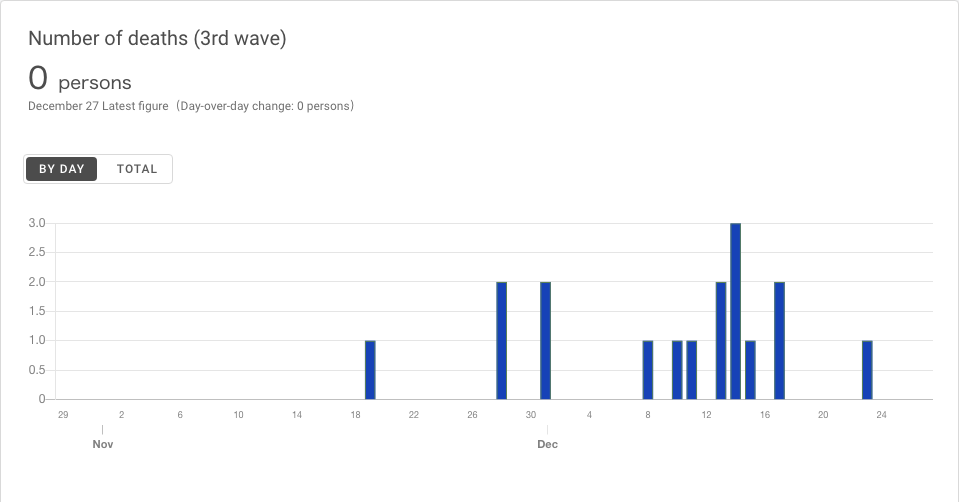 Number of deaths (3rd wave)
0 persons
December 27 Latest figure (Day-over-day change: 0 persons)
BY DAY TOTAL
3.0
2.5
2.0
1.5
1.0
0.5
0
29 2 6 10 14 18 22 26 30 4 8 12 16 20 24
Nov Dec